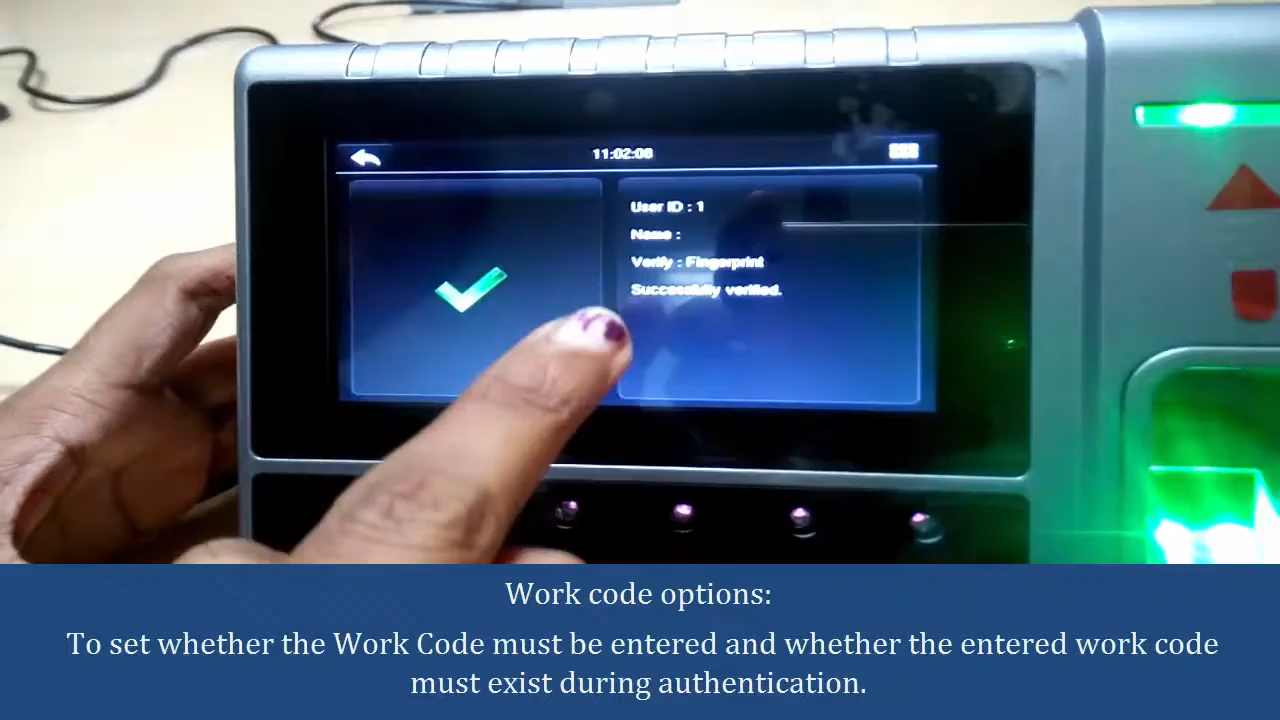 11:02:06
User ID : 1
Name :
Verify : Fingerprint
Successfully verified.
Work code options:
To set whether the Work Code must be entered and whether the entered work code
must exist during authentication.